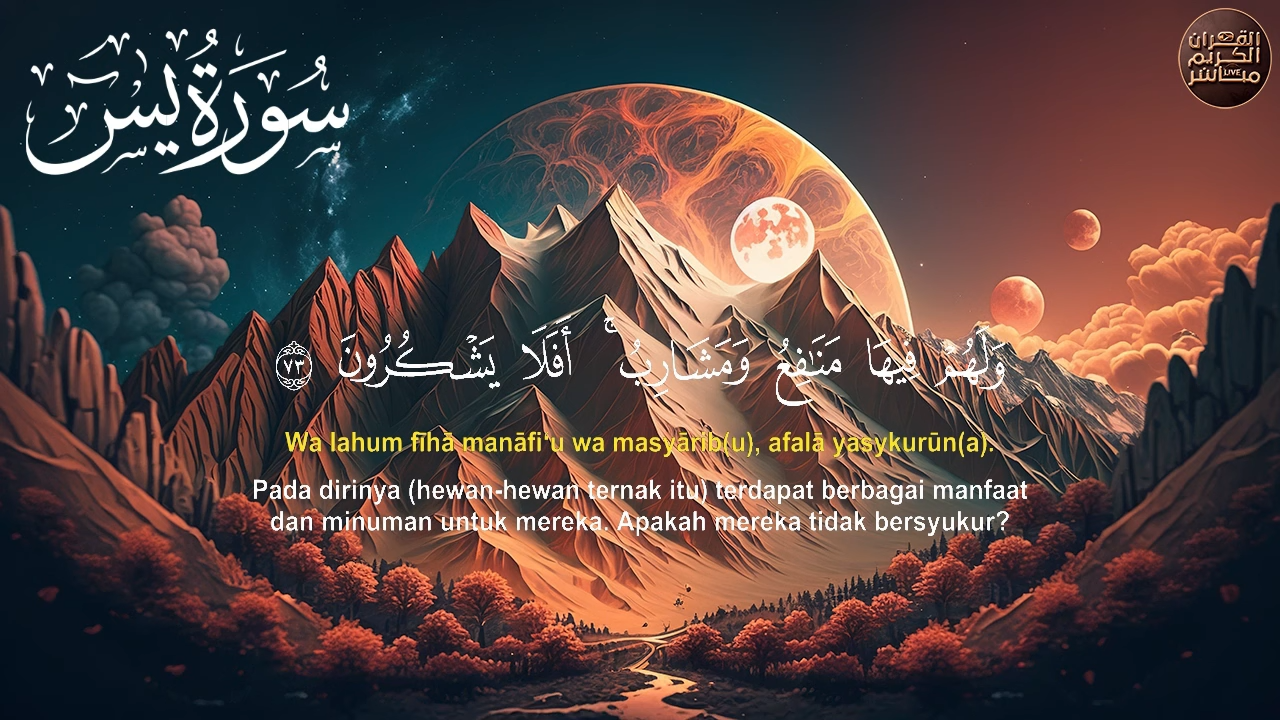 سُورَةُ يسٓ
القرآن
الكريم
LIVE
مباشر
وَلَهُمْ فِيهَا مَنَٰفِعُ وَمَشَارِبُ ۚ أَفَلَا يَشْكُرُونَ ٧٣
Wa lahum fīhā manāfi‘u wa masyārib(u), afalā yasykurūn(a).
Pada dirinya (hewan-hewan ternak itu) terdapat berbagai manfaat
dan minuman untuk mereka. Apakah mereka tidak bersyukur?